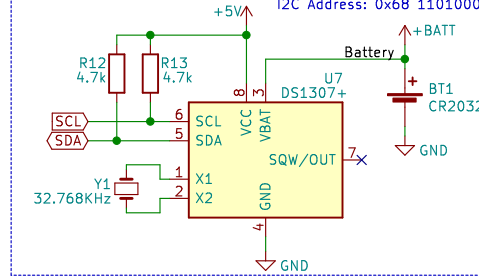 I2C Address: 0x68 1101000
+5V
+BATT
Battery
R12
4.7k
R13
4.7k
U7
DS1307+
BT1
CR2032
8
3
VCC
VBAT
SCL
6
SCL
SDA
5
SDA
SQW/OUT
7
GND
Y1
32.768KHz
1
X1
2
X2
GND
4
GND